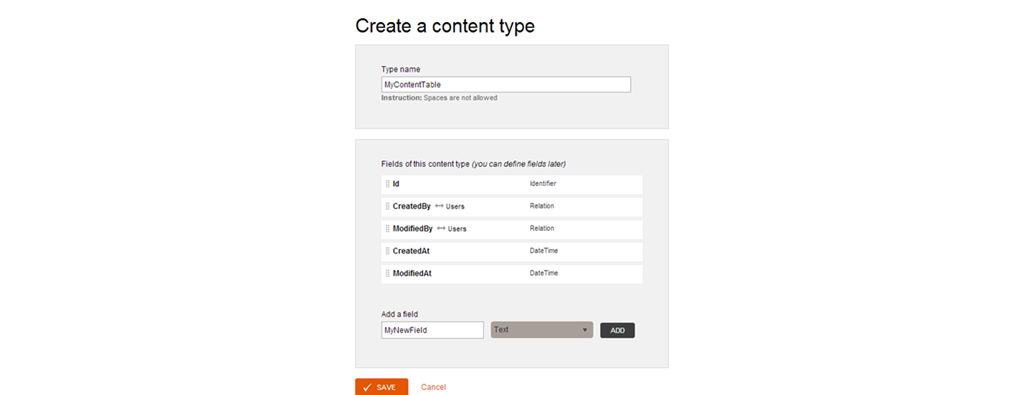 Create a content type
Type name
MyContentTable
Instruction: Spaces are not allowed
Fields of this content type (you can define fields later)
Id Identifier
CreatedBy ↔ Users Relation
ModifiedBy ↔ Users Relation
CreatedAt DateTime
ModifiedAt DateTime
Add a field
MyNewField Text ADD
SAVE Cancel